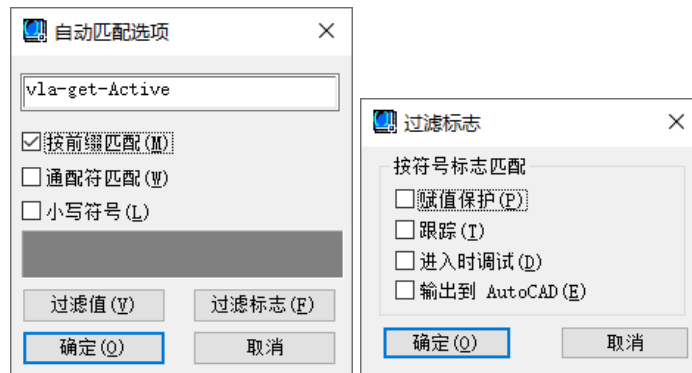 自动匹配选项
vla-get-Active
按前缀匹配(M)
通配符匹配(W)
小写符号(L)
过滤值(V)
过滤标志(F)
确定(O)
取消
过滤标志
按符号标志匹配
赋值保护(P)
跟踪(T)
进入时调试(D)
输出到 AutoCAD(E)
确定(O)
取消